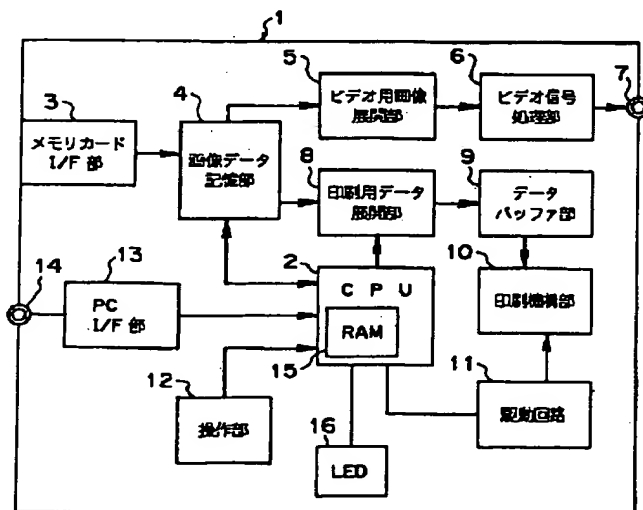 1
3
メモリカード
I/F 部
4
画像データ
記憶部
5
ビデオ用画像
展開部
6
ビデオ信号
処理部
7
8
印刷用データ
展開部
9
データ
バッファ部
2
C P U
RAM
15
10
印刷機構部
14
13
PC
I/F 部
12
操作部
16
LED
11
駆動回路